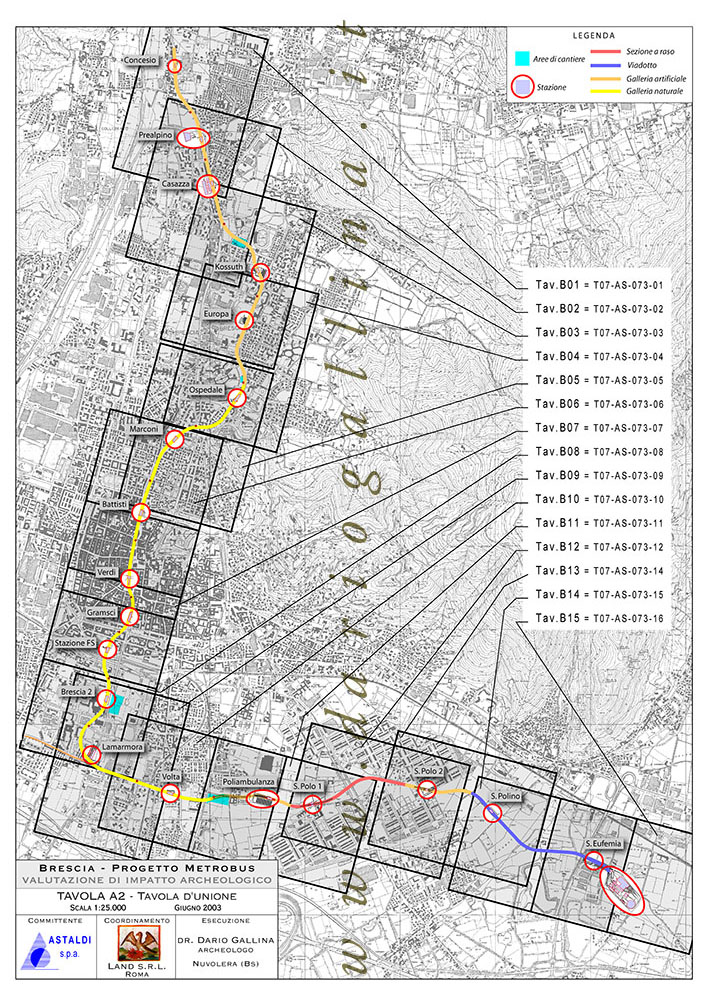 LEGENDA
Aree di cantiere
Stazione
Sezione a raso
Viadotto
Galleria artificiale
Galleria naturale
Concesio
Prealpino
Casazza
Kossuth
Europa
Ospedale
Marconi
Battisti
Verdi
Gramsci
Stazione FS
Brescia 2
Lamarmora
Volta
Poliambulanza
S. Polo 1
S. Polo 2
S. Polino
S. Eufemia
Tav.B01 = T07-AS-073-01
Tav.B02 = T07-AS-073-02
Tav.B03 = T07-AS-073-03
Tav.B04 = T07-AS-073-04
Tav.B05 = T07-AS-073-05
Tav.B06 = T07-AS-073-06
Tav.B07 = T07-AS-073-07
Tav.B08 = T07-AS-073-08
Tav.B09 = T07-AS-073-09
Tav.B10 = T07-AS-073-10
Tav.B11 = T07-AS-073-11
Tav.B12 = T07-AS-073-12
Tav.B13 = T07-AS-073-14
Tav.B14 = T07-AS-073-15
Tav.B15 = T07-AS-073-16
www.dariogallina.it
BRESCIA - PROGETTO METROBUS
VALUTAZIONE DI IMPATTO ARCHEOLOGICO
TAVOLA A2 - TAVOLA D'UNIONE
SCALA 1:25.000 GIUGNO 2003
COMMITTENTE
ASTALDI
s.p.a.
COORDINAMENTO
LAND S.R.L.
ROMA
ESECUZIONE
DR. DARIO GALLINA
ARCHEOLOGO
NUVOLERA (BS)